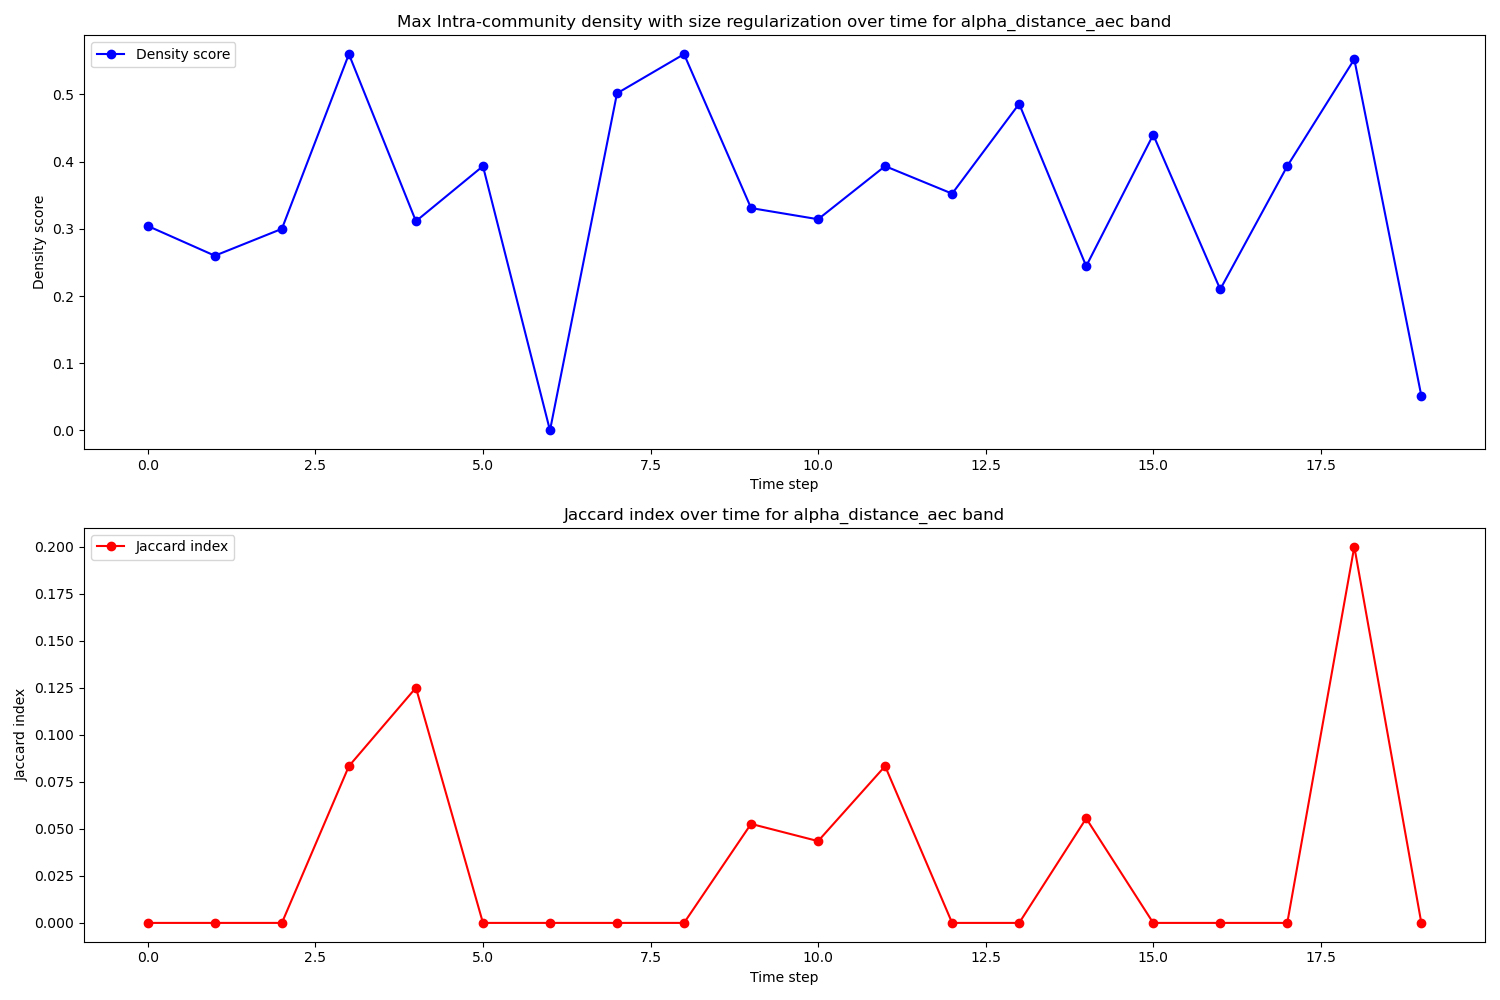 Max Intra-community density with size regularization over time for alpha_distance_aec band
Density score
Density score
0.5
0.4
0.3
0.2
0.1
0.0
0.0 2.5 5.0 7.5 10.0 12.5 15.0 17.5
Time step
Jaccard index over time for alpha_distance_aec band
Jaccard index
Jaccard index
0.200
0.175
0.150
0.125
0.100
0.075
0.050
0.025
0.000
0.0 2.5 5.0 7.5 10.0 12.5 15.0 17.5
Time step